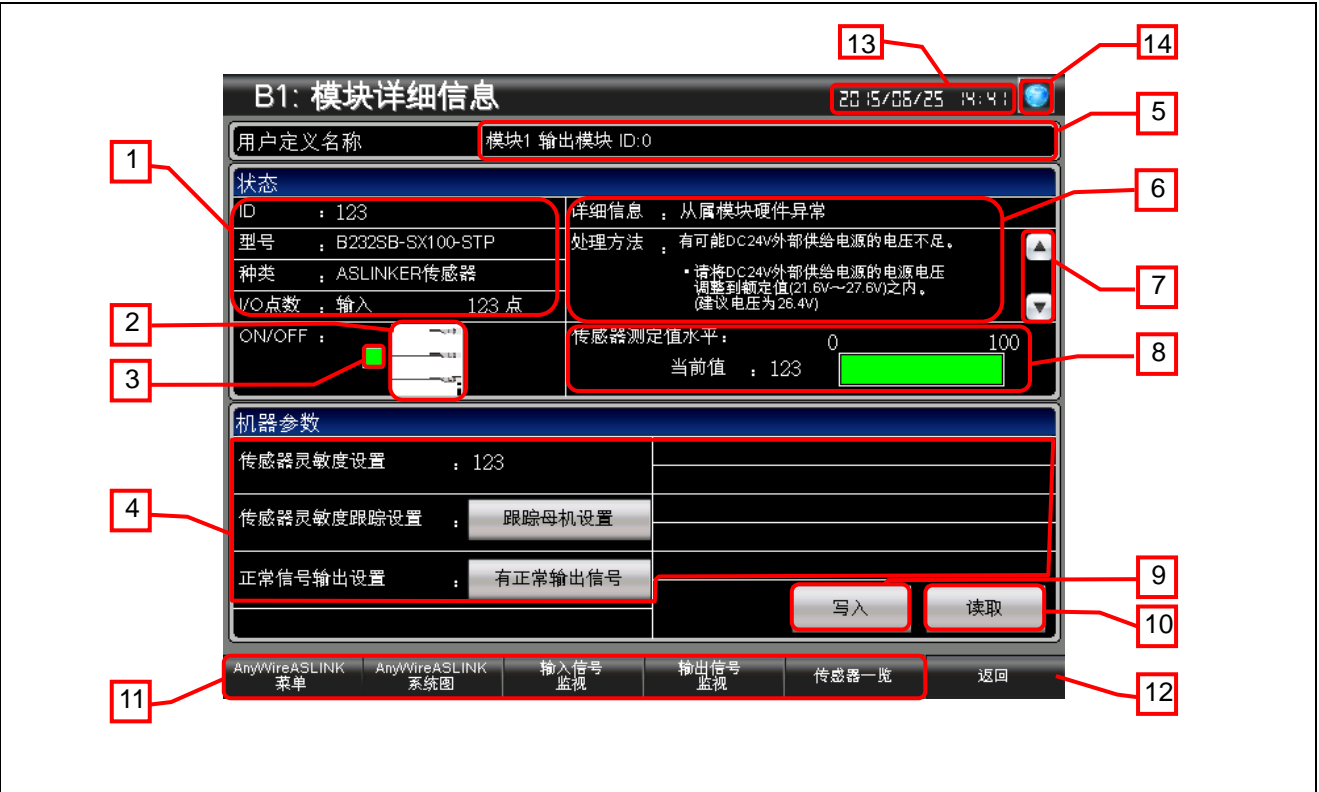 13
14
B1: 模块详细信息
2015/06/25 14:41
5
用户定义名称
模块1 输出模块 ID:0
1
状态
6
ID : 123
详细信息 : 从属模块硬件异常
型号 : B232SB-SX100-STP
处理方法 : 有可能DC24V外部供给电源的电压不足。
种类 : ASLINKER传感器
・请将DC24V外部供给电源的电源电压
调整到额定值(21.6V～27.6V)之内。
(建议电压为26.4V)
7
I/O点数 : 输入 123 点
2
ON/OFF :
传感器测定值水平:
0 100
8
当前值 : 123
3
机器参数
传感器灵敏度设置 : 123
4
传感器灵敏度跟踪设置 : 跟踪母机设置
正常信号输出设置 : 有正常输出信号
9
写入
读取
10
AnyWireASLINK
菜单
AnyWireASLINK
系统图
输入信号
监视
输出信号
监视
传感器一览
返回
11
12